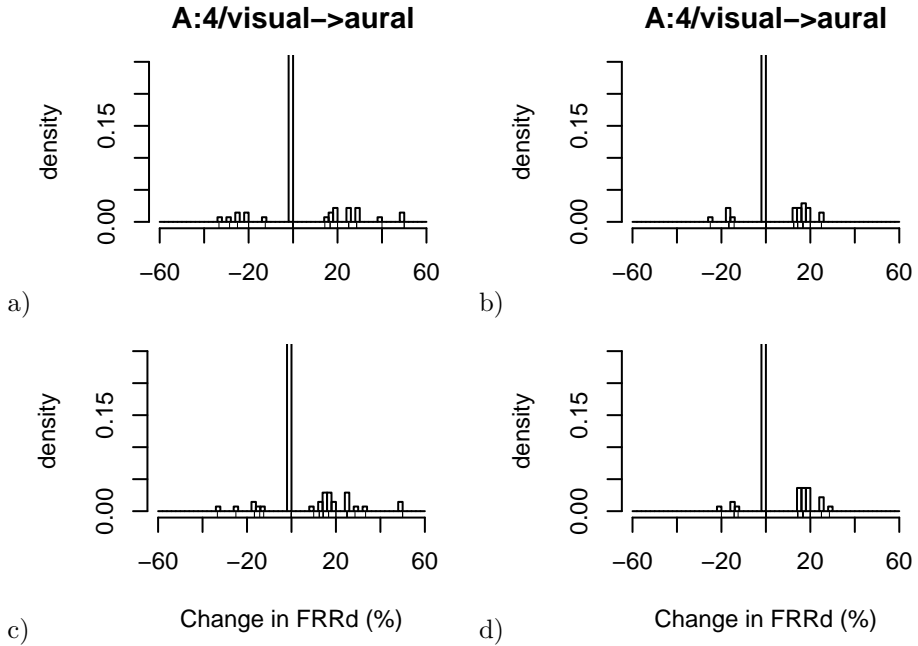 A:4/visual−>aural
A:4/visual−>aural
density
0.00 0.15
−60 −20 20 60
a)
density
0.00 0.15
−60 −20 20 60
b)
density
0.00 0.15
−60 −20 20 60
Change in FRRd (%)
c)
density
0.00 0.15
−60 −20 20 60
Change in FRRd (%)
d)